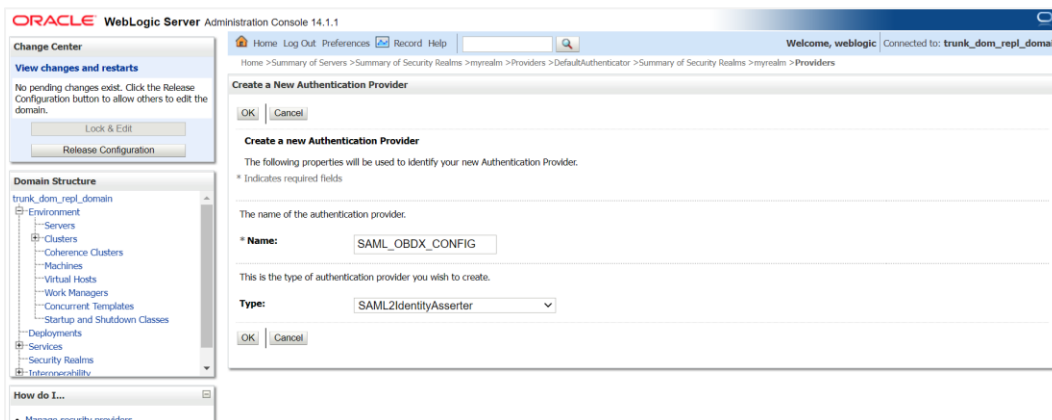 ORACLE WebLogic Server Administration Console 14.1.1
Change Center
View changes and restarts
No pending changes exist. Click the Release
Configuration button to allow others to edit the
domain.
Lock & Edit
Release Configuration
Domain Structure
trunk_dom_repl_domain
Environment
Servers
Clusters
Coherence Clusters
Machines
Virtual Hosts
Work Managers
Concurrent Templates
Startup and Shutdown Classes
Deployments
Services
Security Realms
Interoperability
How do I...
Manage security providers
Home Log Out Preferences Record Help
Welcome, weblogic Connected to: trunk_dom_repl_domai
Home >Summary of Servers >Summary of Security Realms >myrealm >Providers >DefaultAuthenticator >Summary of Security Realms >myrealm >Providers
Create a New Authentication Provider
OK Cancel
Create a new Authentication Provider
The following properties will be used to identify your new Authentication Provider.
* Indicates required fields
The name of the authentication provider.
* Name: SAML_OBDX_CONFIG
This is the type of authentication provider you wish to create.
Type: SAML2IdentityAsserter
OK Cancel